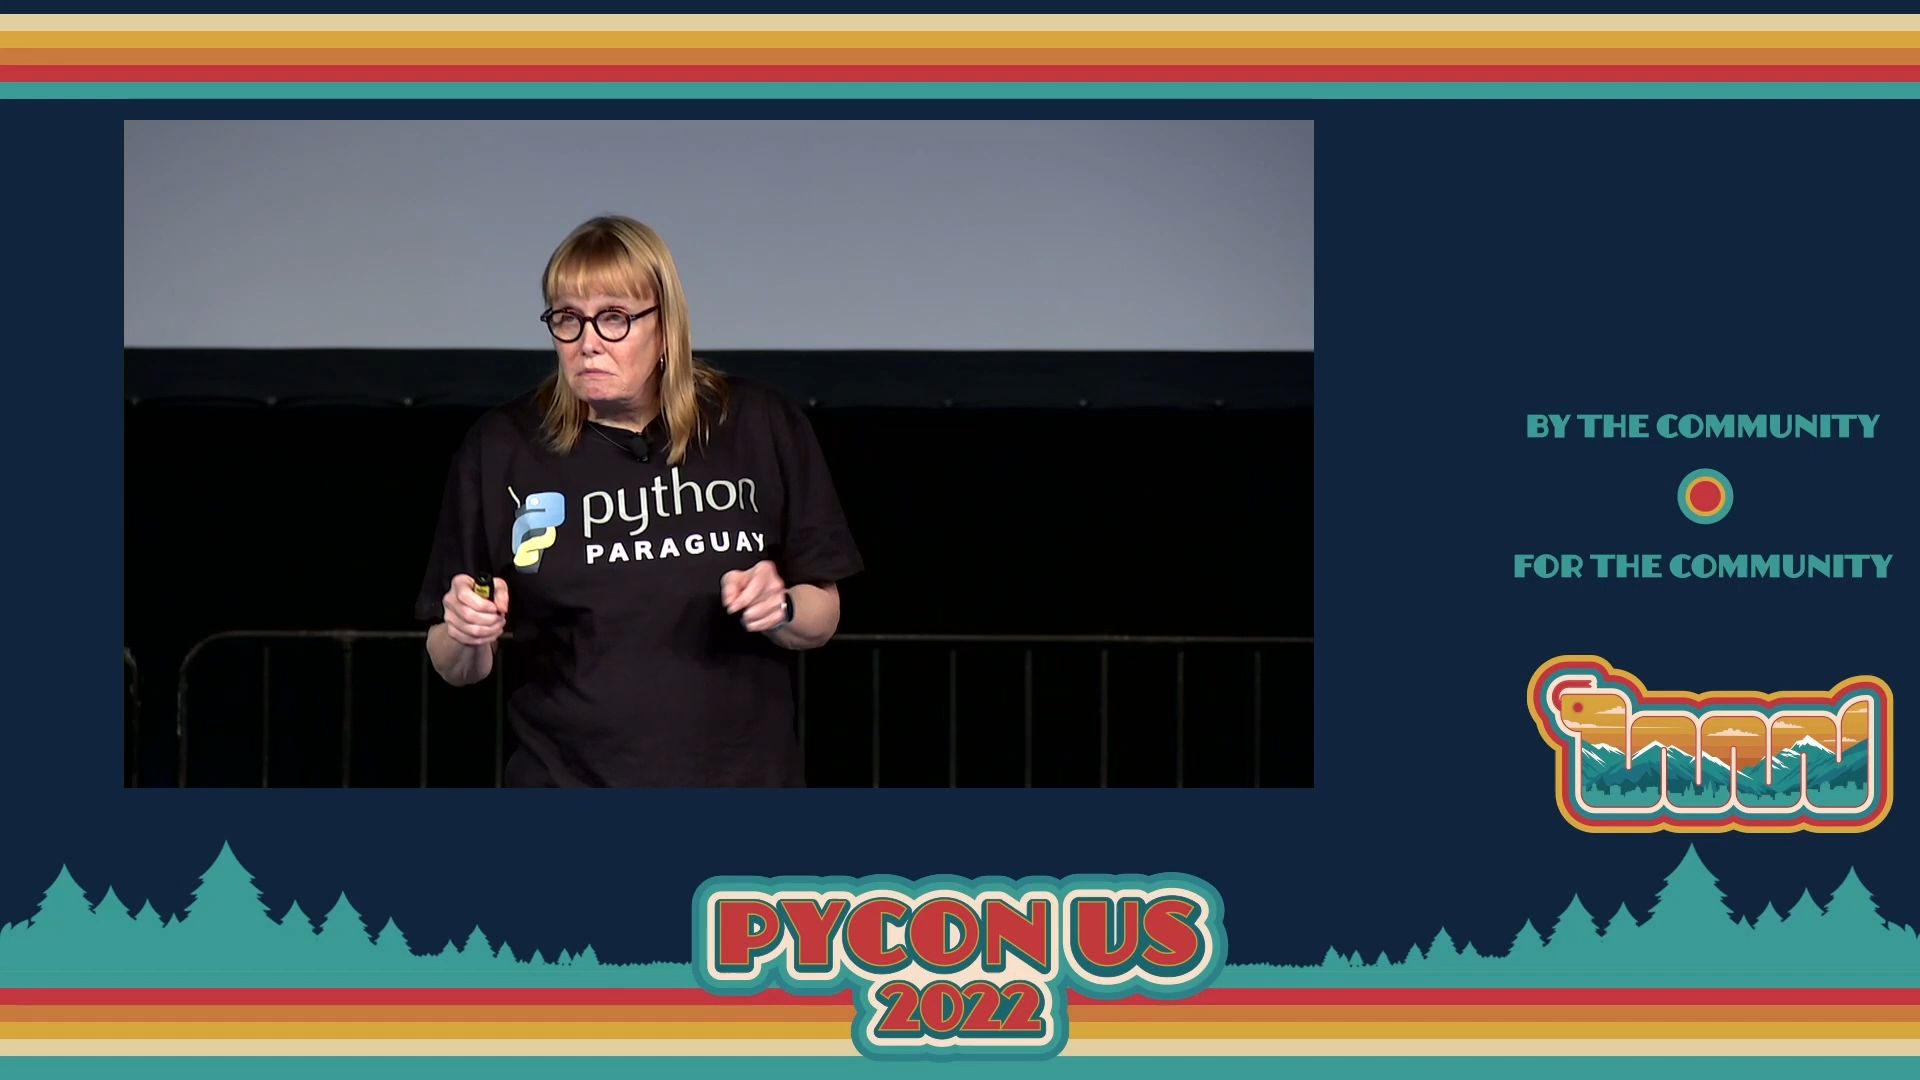 python
PARAGUAY
BY THE COMMUNITY
FOR THE COMMUNITY
PYCON US
2022